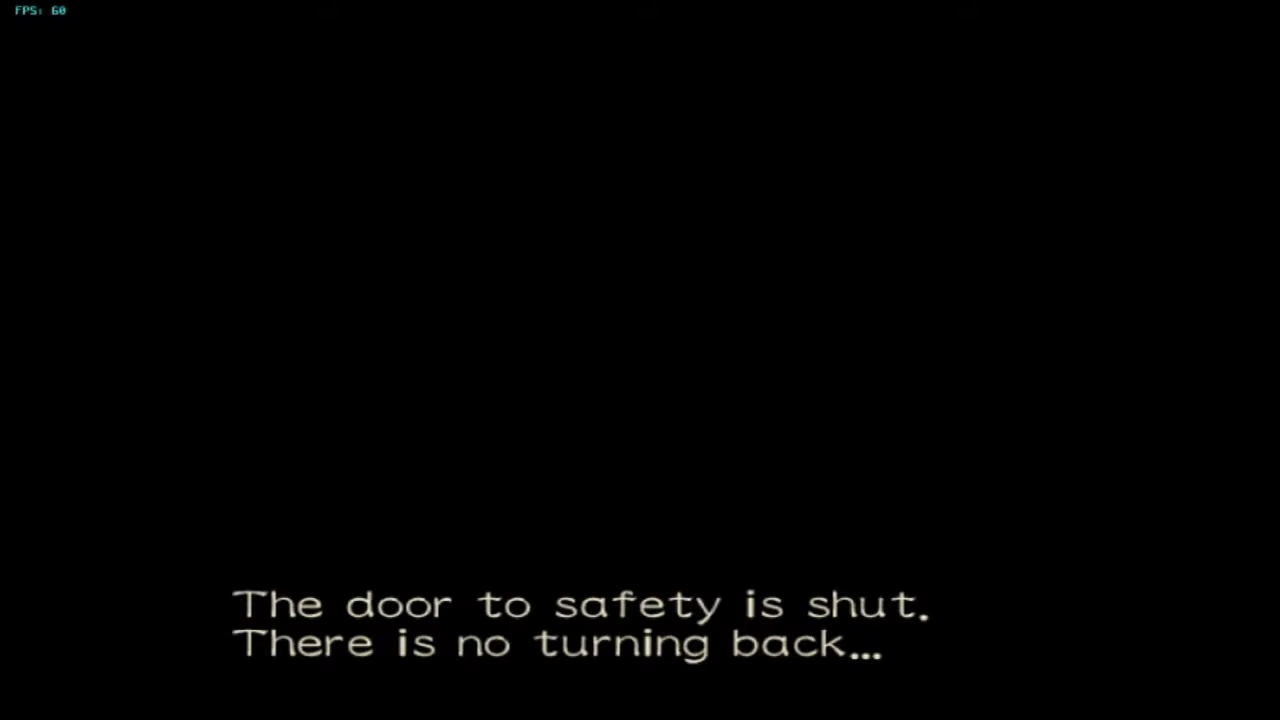 FPS: 60
The door to safety is shut.
There is no turning back...